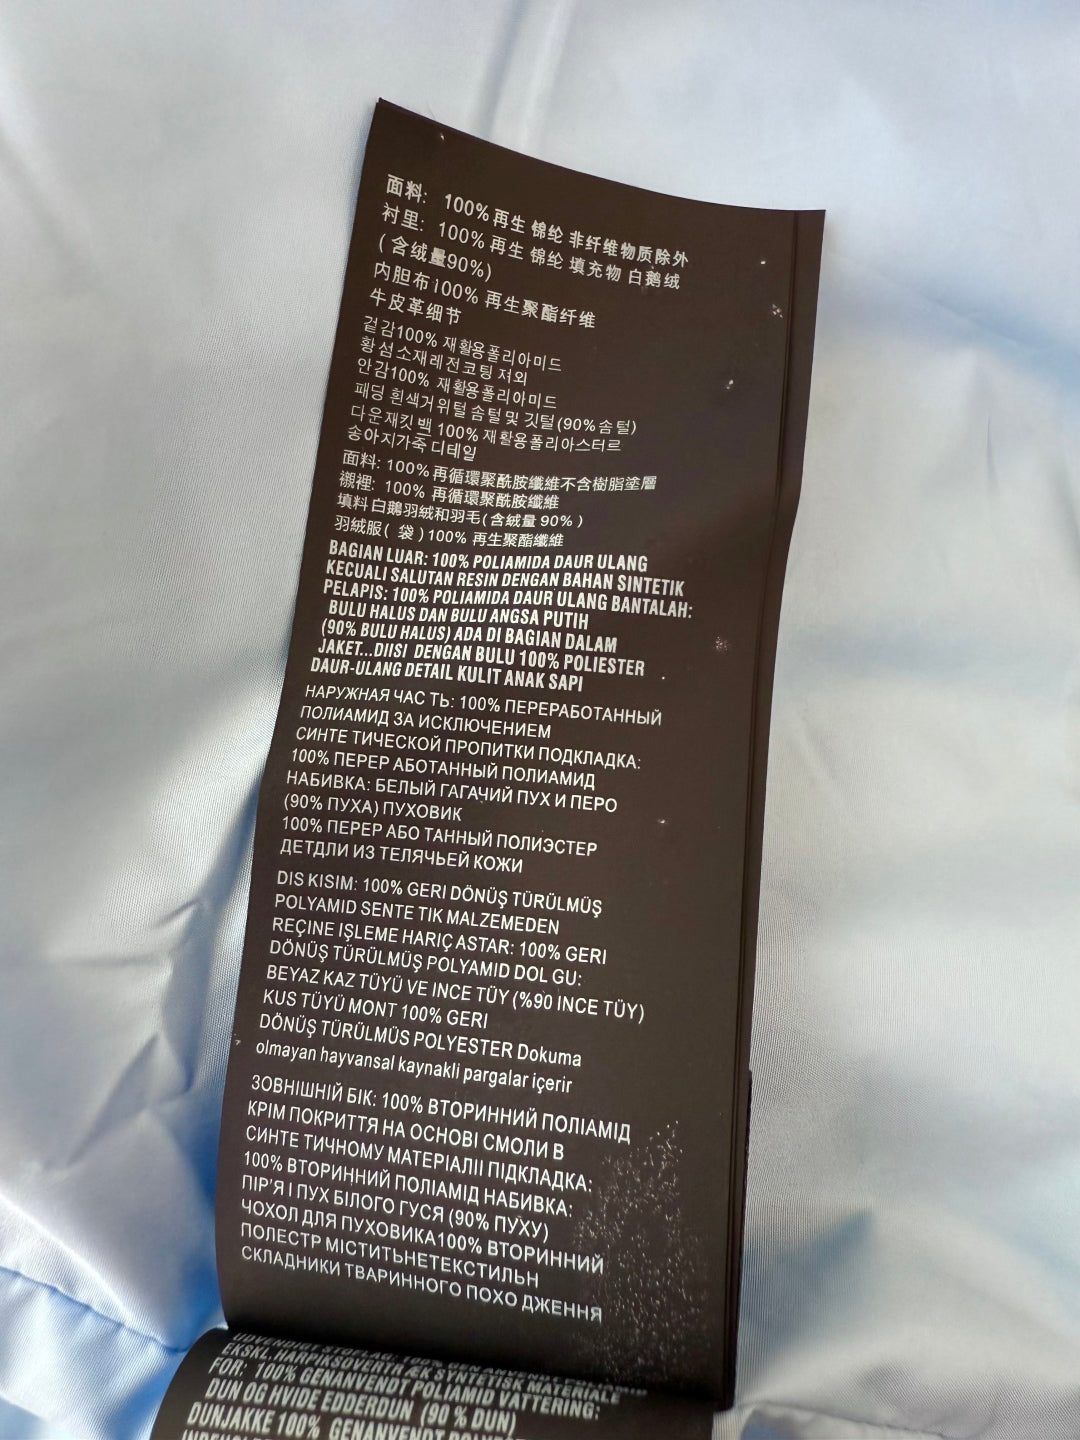 面料: 100% 再生 锦纶 非纤维物质除外
衬里: 100% 再生 锦纶 填充物 白鹅绒
(含绒量90%)
内胆布100% 再生聚酯纤维
牛皮革细节
겉감100% 재활용폴리아미드
황섬소재레전코팅 져외
안감100% 재활용폴리아미드
패딩 흰색거위털 솜털및 깃털(90%솜털)
다운재킷백 100% 재활용폴리아스터르
송아지가죽디테일
面料: 100% 再循環聚酰胺纖維不含樹脂塗層
襯裡: 100% 再循環聚酰胺纖維
填料 白鵝羽絨和羽毛(含絨量 90% )
羽絨服( 袋 )100% 再生聚酯纖維
BAGIAN LUAR: 100% POLIAMIDA DAUR ULANG
KECUALI SALUTAN RESIN DENGAN BAHAN SINTETIK
PELAPIS: 100% POLIAMIDA DAUR ULANG BANTALAH:
BULU HALUS DAN BULU ANGSA PUTIH
(90% BULU HALUS) ADA DI BAGIAN DALAM
JAKET...DIISI DENGAN BULU 100% POLIESTER
DAUR-ULANG DETAIL KULIT ANAK SAPI
НАРУЖНАЯ ЧАС ТЬ: 100% ПЕРЕРАБОТАННЫЙ
ПОЛИАМИД ЗА ИСКЛЮЧЕНИЕМ
СИНТЕ ТИЧЕСКОЙ ПРОПИТКИ ПОДКЛАДКА:
100% ПЕРЕР АБОТАННЫЙ ПОЛИАМИД
НАБИВКА: БЕЛЫЙ ГАГАЧИЙ ПУХ И ПЕРО
(90% ПУХА) ПУХОВИК
100% ПЕРЕР АБО ТАННЫЙ ПОЛИЭСТЕР
ДЕТДЛИ ИЗ ТЕЛЯЧЬЕЙ КОЖИ
DIS KISIM: 100% GERI DÖNÜŞ TÜRÜLMÜŞ
POLYAMID SENTE TIK MALZEMEDEN
REÇINE IŞLEME HARIÇ ASTAR: 100% GERI
DÖNÜŞ TÜRÜLMÜŞ POLYAMID DOL GU:
BEYAZ KAZ TÜYÜ VE INCE TÜY (%90 INCE TÜY)
KUS TÜYÜ MONT 100% GERI
DÖNÜŞ TÜRÜLMÜS POLYESTER Dokuma
olmayan hayvansal kaynakli pargalar içerir
ЗОВНІШНІЙ БІК: 100% ВТОРИННИЙ ПОЛІАМІД
КРІМ ПОКРИТТЯ НА ОСНОВІ СМОЛИ В
СИНТЕ ТИЧНОМУ МАТЕРІАЛІІ ПІДКЛАДКА:
100% ВТОРИННИЙ ПОЛІАМІД НАБИВКА:
ПІР'Я І ПУХ БІЛОГО ГУСЯ (90% ПУХУ)
ЧОХОЛ ДЛЯ ПУХОВИКА100% ВТОРИННИЙ
ПОЛЕСТР МІСТИТЬНЕТЕКСТИЛЬН
СКЛАДНИКИ ТВАРИННОГО ПОХО ДЖЕННЯ
EKSKL. HARPIKSOVERTR ÆK SYNTETISK MATERIALE
FOR: 100% GENANVENDT POLIAMID VATTERING:
DUN OG HVIDE EDDERDUN (90 % DUN)
DUNJAKKE 100% GENANVENDT